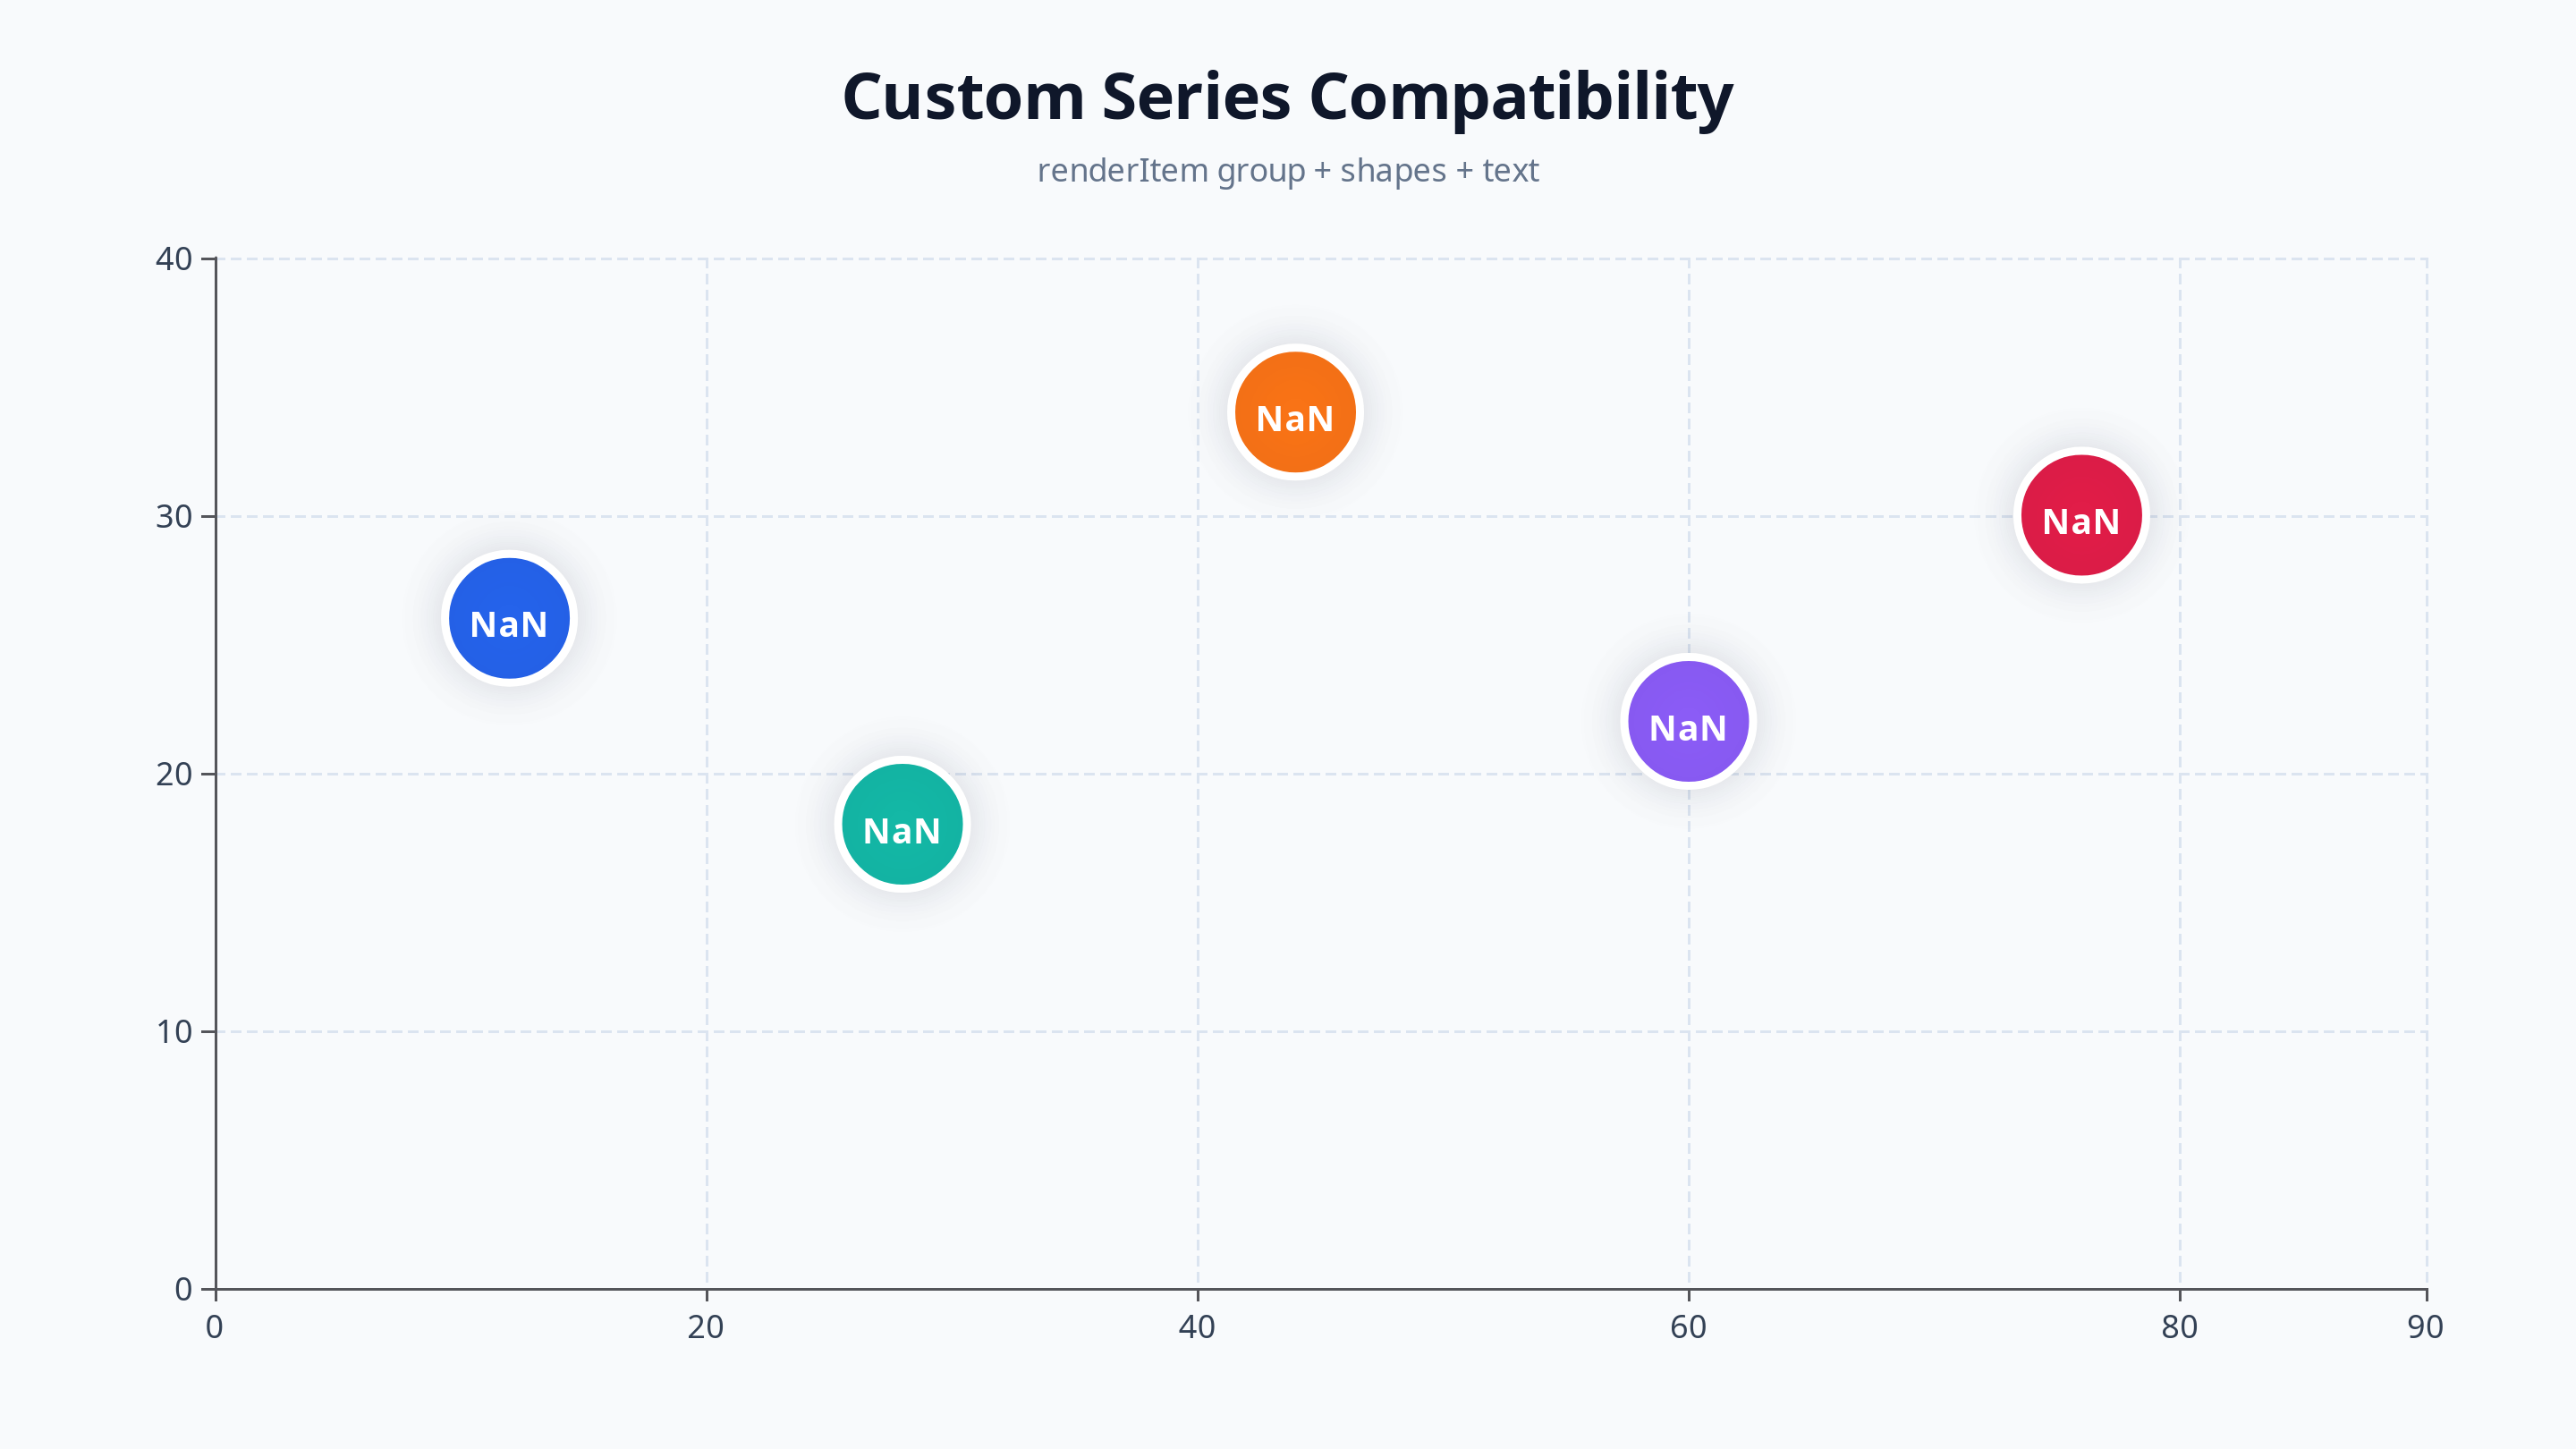 Custom Series Compatibility
renderItem group + shapes + text
40
NaN
30
NaN
NaN
NaN
20
NaN
10
0
0 20 40 60 80 90